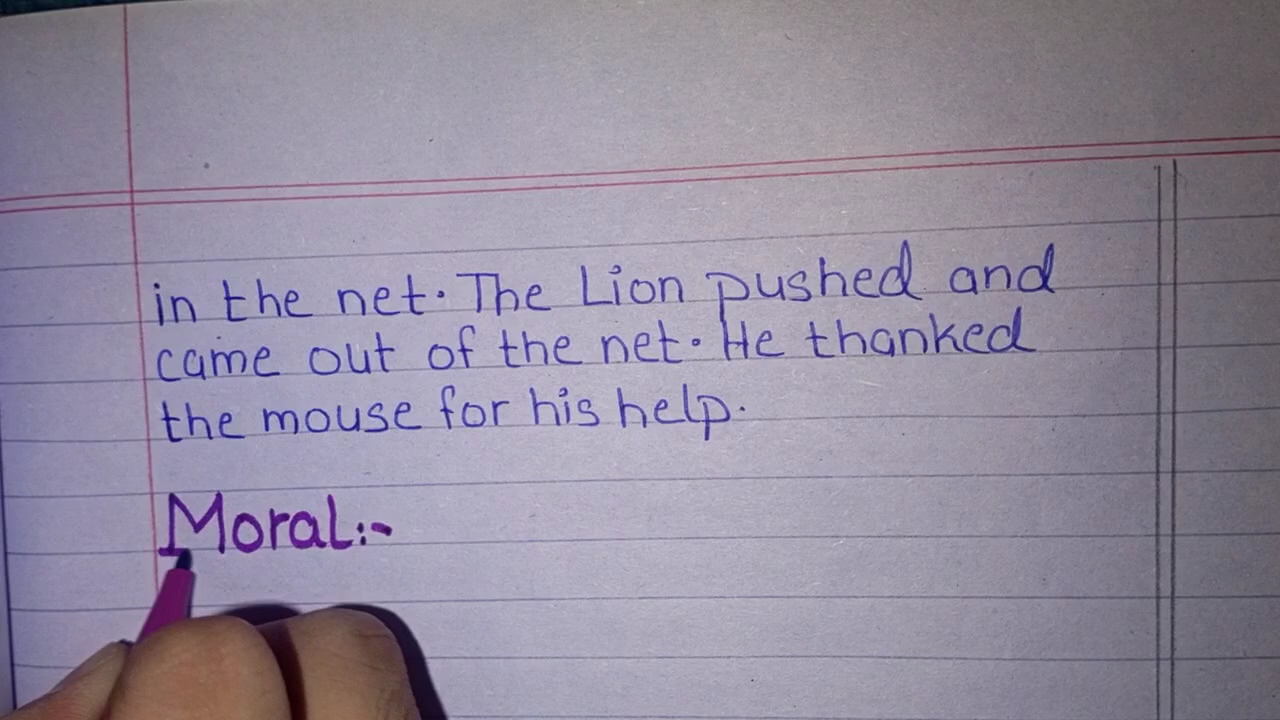 in the net. The Lion pushed and
came out of the net. He thanked
the mouse for his help.
Moral:-